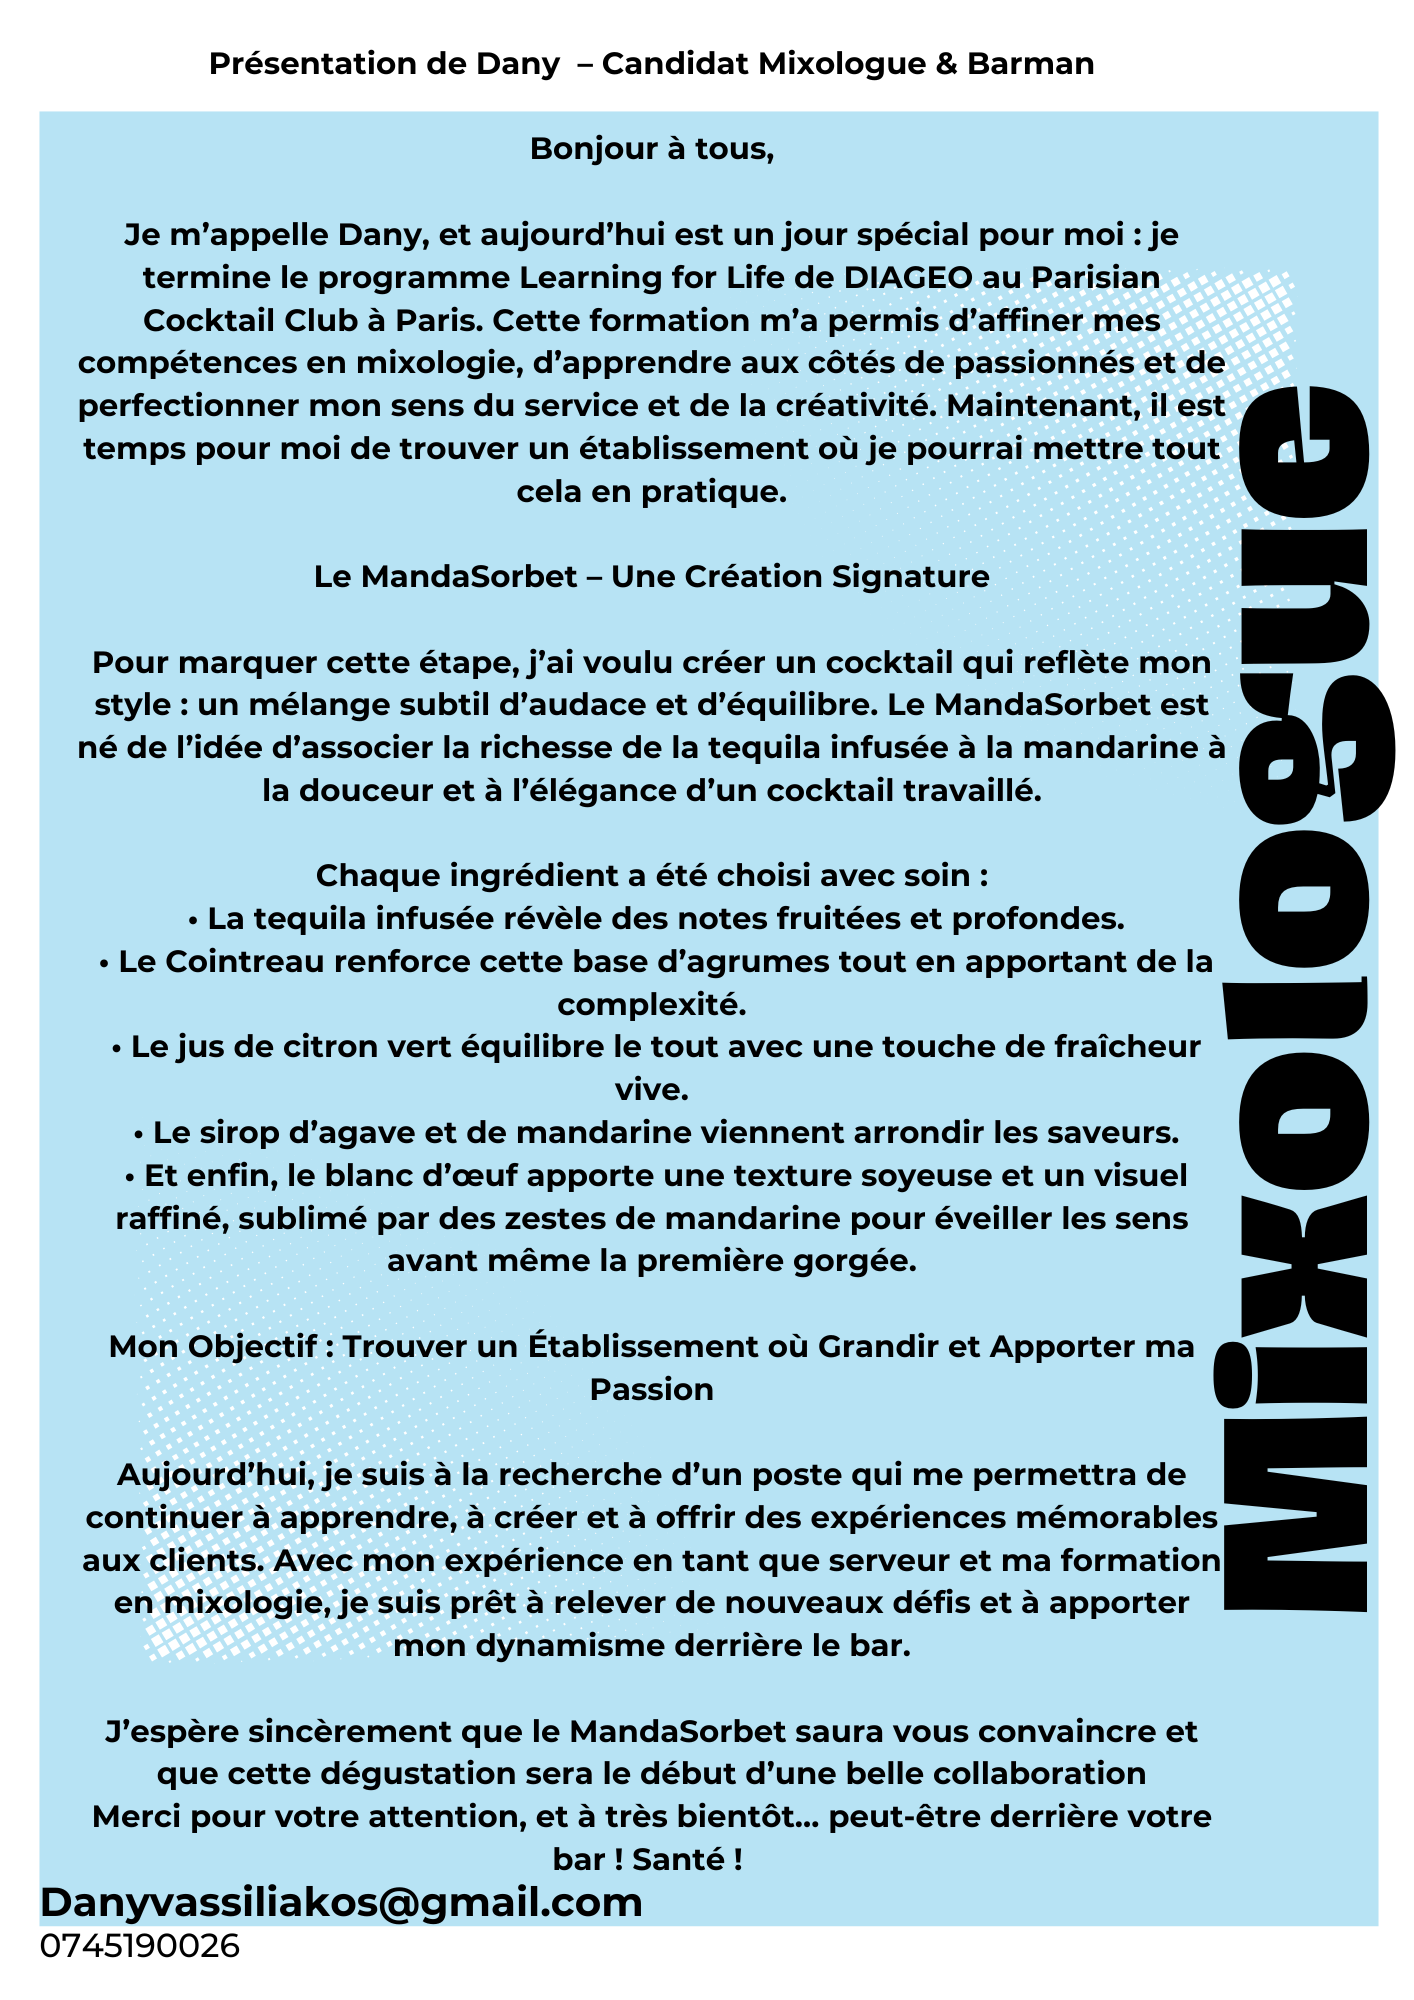 Présentation de Dany – Candidat Mixologue & Barman
Bonjour à tous,
Je m’appelle Dany, et aujourd’hui est un jour spécial pour moi : je
termine le programme Learning for Life de DIAGEO au Parisian
Cocktail Club à Paris. Cette formation m’a permis d’affiner mes
compétences en mixologie, d’apprendre aux côtés de passionnés et de
perfectionner mon sens du service et de la créativité. Maintenant, il est
temps pour moi de trouver un établissement où je pourrai mettre tout
cela en pratique.
Le MandaSorbet – Une Création Signature
Pour marquer cette étape, j’ai voulu créer un cocktail qui reflète mon
style : un mélange subtil d’audace et d’équilibre. Le MandaSorbet est
né de l’idée d’associer la richesse de la tequila infusée à la mandarine à
la douceur et à l’élégance d’un cocktail travaillé.
Chaque ingrédient a été choisi avec soin :
• La tequila infusée révèle des notes fruitées et profondes.
• Le Cointreau renforce cette base d’agrumes tout en apportant de la
complexité.
• Le jus de citron vert équilibre le tout avec une touche de fraîcheur
vive.
• Le sirop d’agave et de mandarine viennent arrondir les saveurs.
• Et enfin, le blanc d’œuf apporte une texture soyeuse et un visuel
raffiné, sublimé par des zestes de mandarine pour éveiller les sens
avant même la première gorgée.
Mon Objectif : Trouver un Établissement où Grandir et Apporter ma
Passion
Aujourd’hui, je suis à la recherche d’un poste qui me permettra de
continuer à apprendre, à créer et à offrir des expériences mémorables
aux clients. Avec mon expérience en tant que serveur et ma formation
en mixologie, je suis prêt à relever de nouveaux défis et à apporter
mon dynamisme derrière le bar.
J’espère sincèrement que le MandaSorbet saura vous convaincre et
que cette dégustation sera le début d’une belle collaboration
Merci pour votre attention, et à très bientôt… peut-être derrière votre
bar ! Santé !
Danyvassiliakos@gmail.com
0745190026
Mixologue